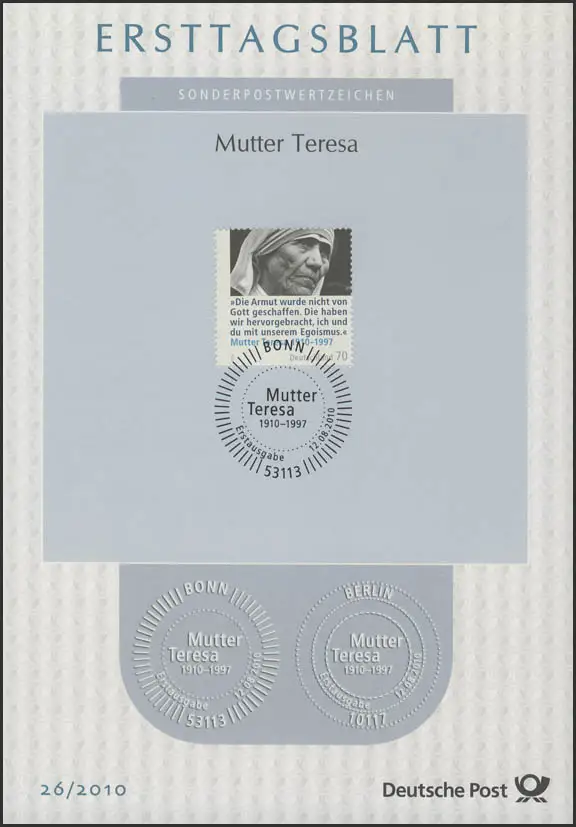 ERSTTAGSBLATT
SONDERPOSTWERTZEICHEN
Mutter Teresa
»Die Armut wurde nicht von
Gott geschaffen. Die haben
wir hervorgebracht, ich und
du mit unserem Egoismus.«
Mutter Teresa 1910–1997
Deutschland 70
BONN
Mutter
Teresa
1910–1997
Erstausgabe 12.08.2010
53113
BONN
Mutter
Teresa
1910–1997
Erstausgabe 12.08.2010
53113
BERLIN
Mutter
Teresa
1910–1997
Erstausgabe 12.08.2010
10117
26/2010
Deutsche Post